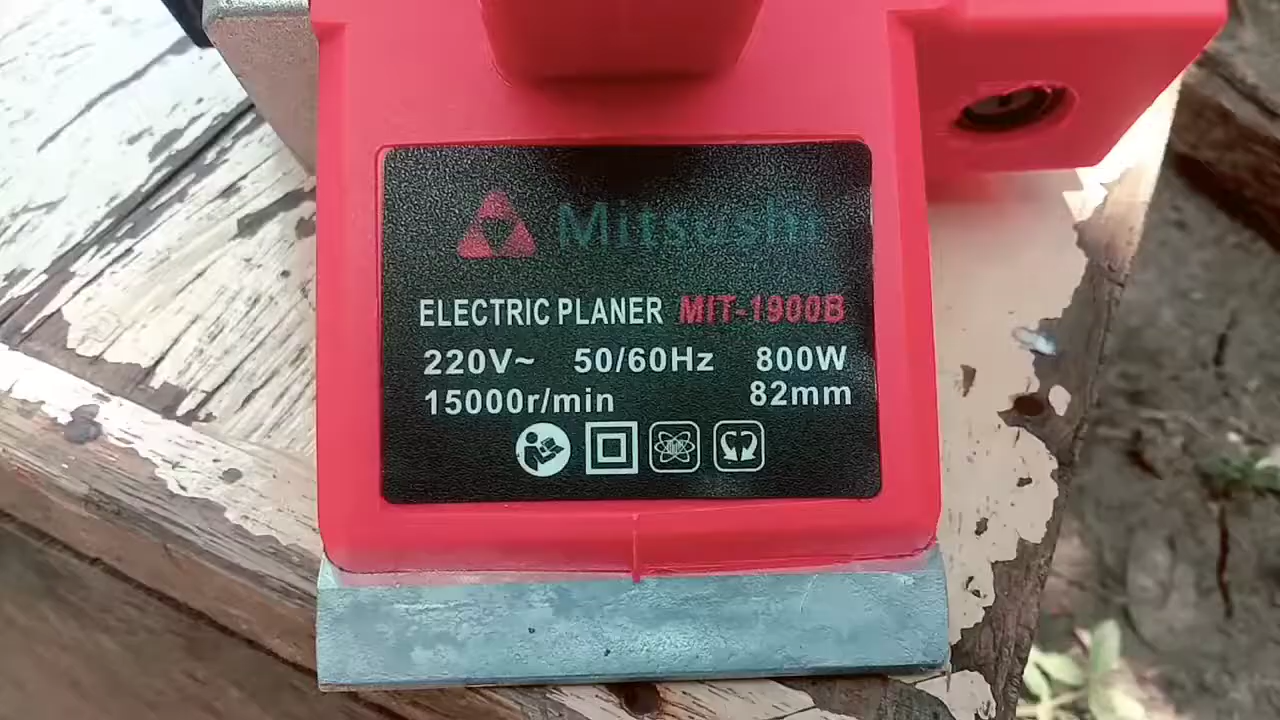 Mitsushi
ELECTRIC PLANER MIT-1900B
220V~ 50/60Hz 800W
15000r/min 82mm